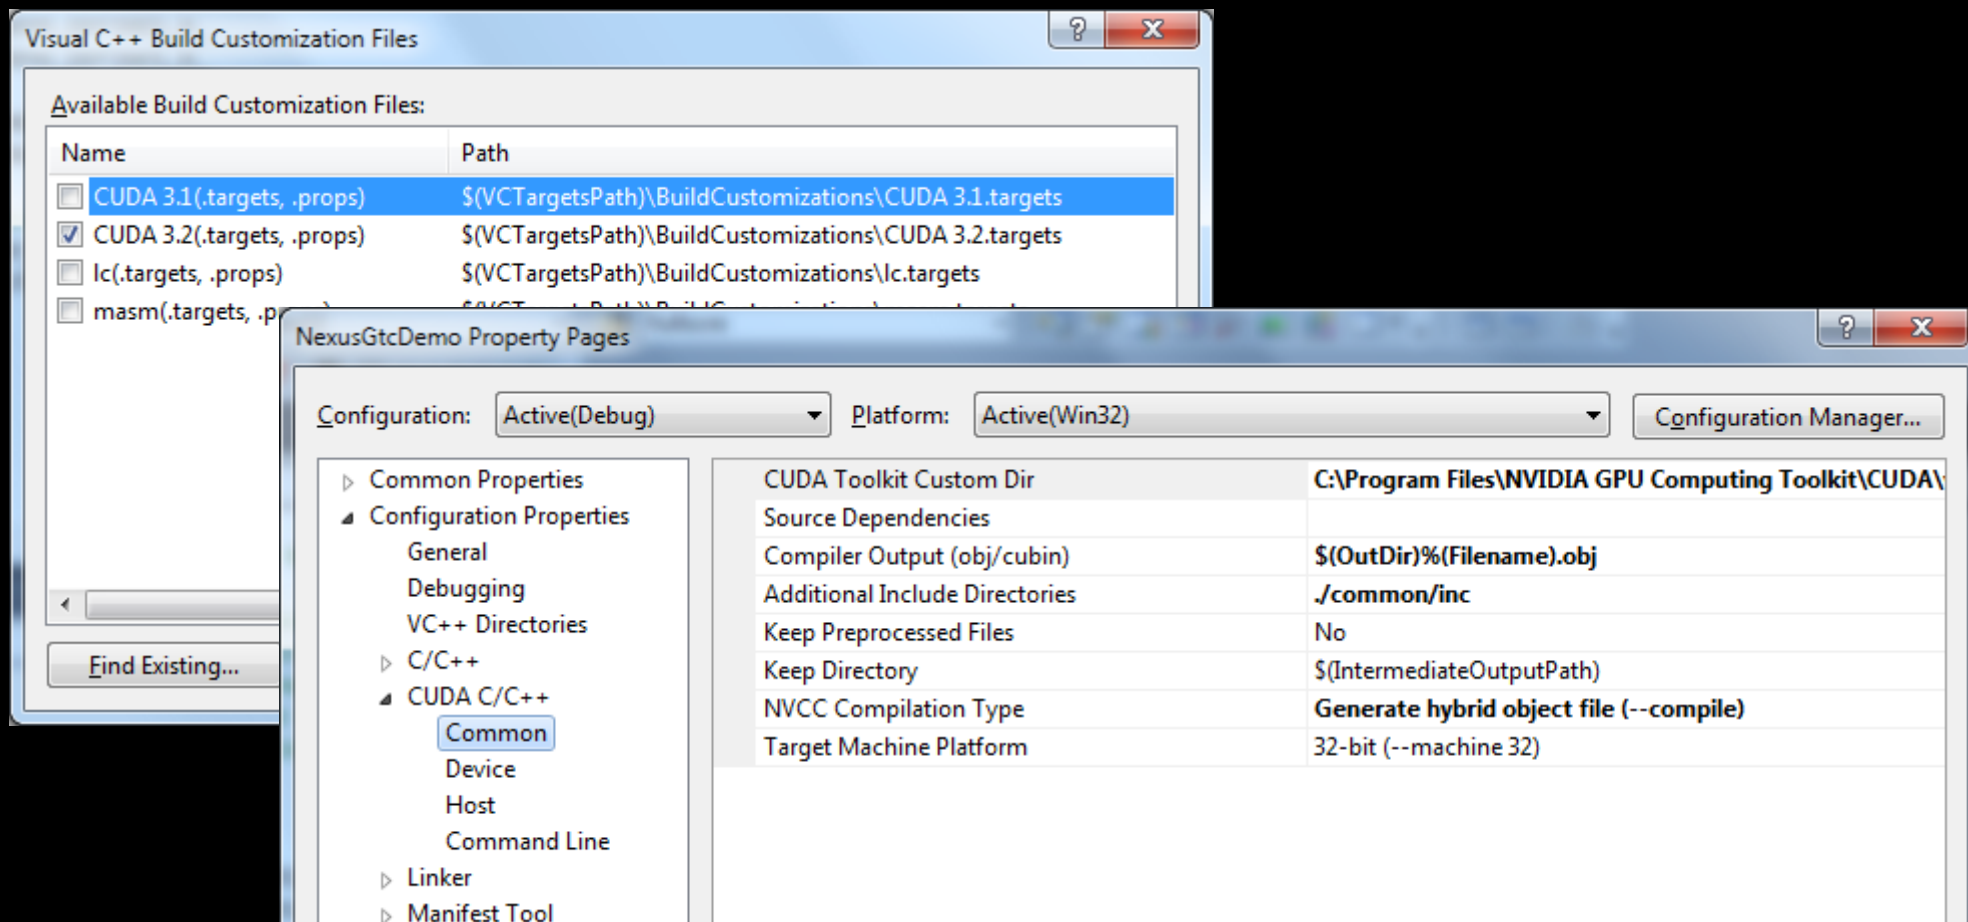 Visual C++ Build Customization Files
Available Build Customization Files:
Name Path
CUDA 3.1(.targets, .props) $(VCTargetsPath)\BuildCustomizations\CUDA 3.1.targets
CUDA 3.2(.targets, .props) $(VCTargetsPath)\BuildCustomizations\CUDA 3.2.targets
lc(.targets, .props) $(VCTargetsPath)\BuildCustomizations\lc.targets
masm(.targets, .p
Find Existing...
NexusGtcDemo Property Pages
Configuration: Active(Debug) Platform: Active(Win32) Configuration Manager...
Common Properties
Configuration Properties
General
Debugging
VC++ Directories
C/C++
CUDA C/C++
Common
Device
Host
Command Line
Linker
Manifest Tool
CUDA Toolkit Custom Dir C:\Program Files\NVIDIA GPU Computing Toolkit\CUDA\
Source Dependencies
Compiler Output (obj/cubin) $(OutDir)%(Filename).obj
Additional Include Directories ./common/inc
Keep Preprocessed Files No
Keep Directory $(IntermediateOutputPath)
NVCC Compilation Type Generate hybrid object file (--compile)
Target Machine Platform 32-bit (--machine 32)